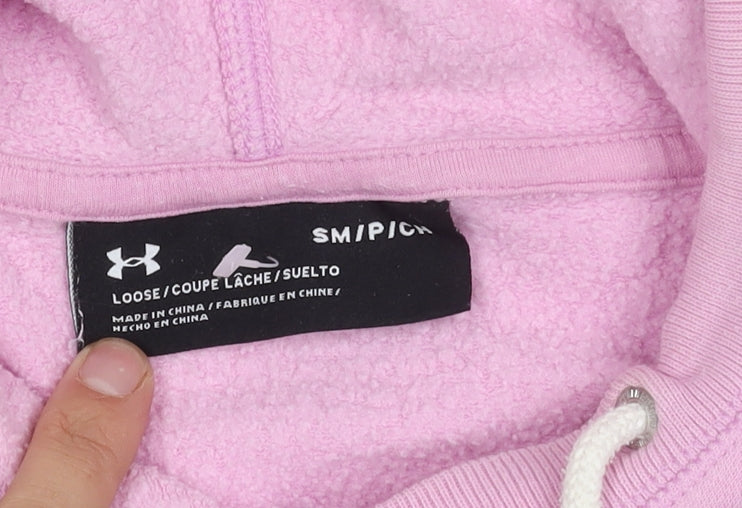 SM/P/CH
LOOSE/COUPE LÂCHE/SUELTO
MADE IN CHINA / FABRIQUE EN CHINE/
HECHO EN CHINA